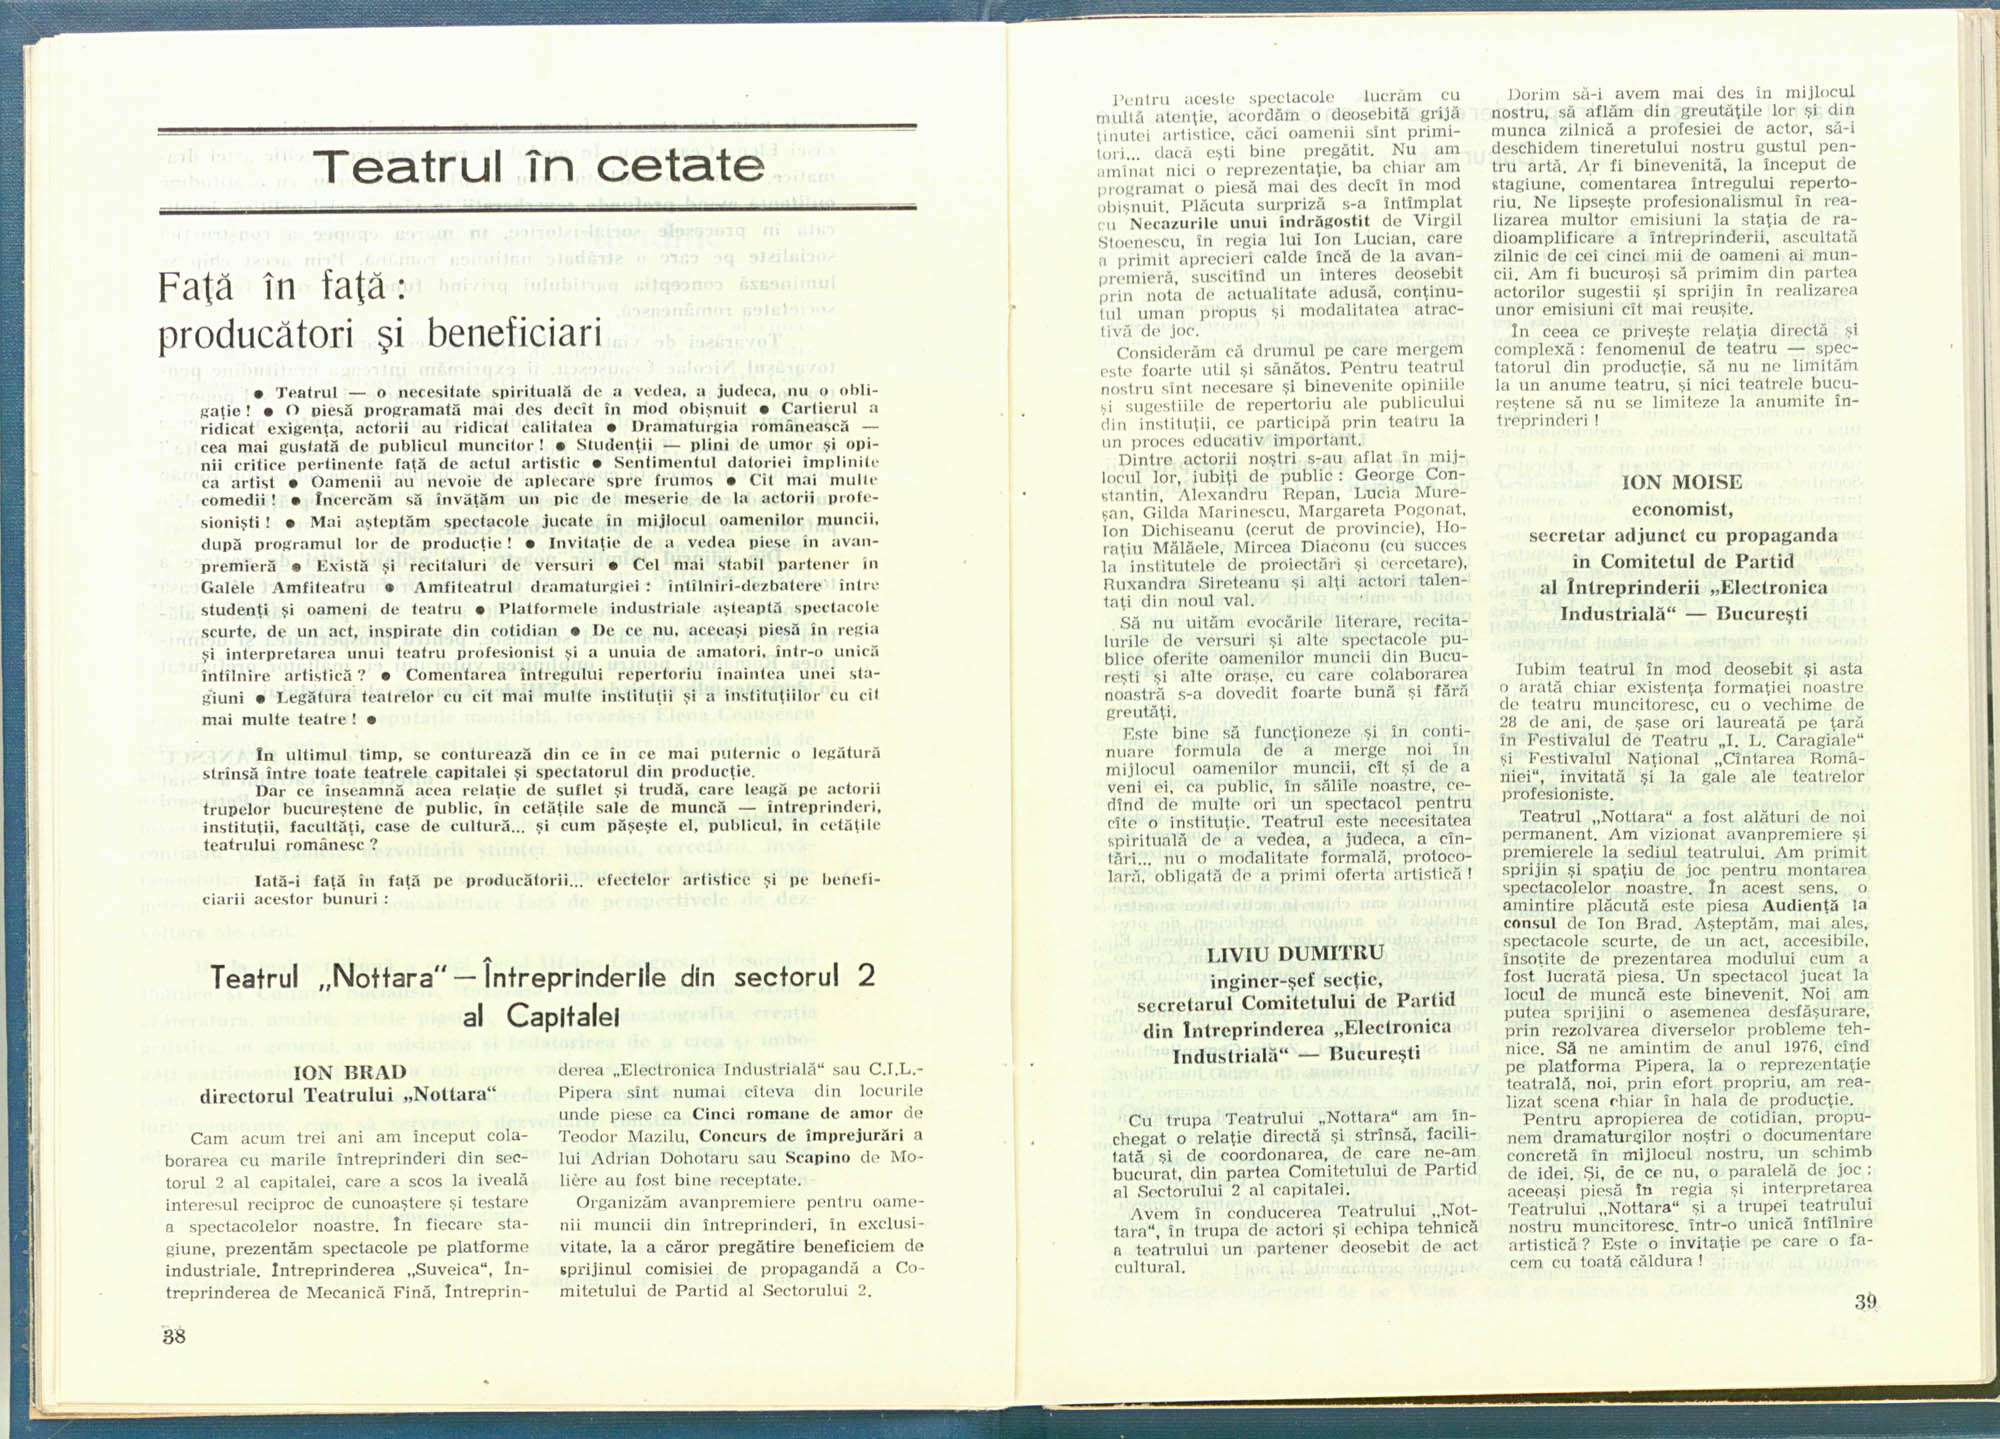 Teatrul în cetate
Faţă în faţă :
producători şi beneficiari
● Teatrul — o necesitate spirituală de a vedea, a judeca, nu o obli-
gaţie ! ● O piesă programată mai des decît în mod obişnuit ● Cartierul a
ridicat exigenţa, actorii au ridicat calitatea ● Dramaturgia românească —
cea mai gustată de publicul muncitor ! ● Studenţii — plini de umor şi opi-
nii critice pertinente faţă de actul artistic ● Sentimentul datoriei împlinite
ca artist ● Oamenii au nevoie de aplecare spre frumos ● Cît mai multe
comedii ! ● Încercăm să învăţăm un pic de meserie de la actorii profe-
sionişti ! ● Mai aşteptăm spectacole jucate în mijlocul oamenilor muncii,
după programul lor de producţie ! ● Invitaţie de a vedea piese în avan-
premieră ● Există şi recitaluri de versuri ● Cel mai stabil partener în
Galele Amfiteatru ● Amfiteatrul dramaturgiei : întîlniri-dezbatere între
studenţi şi oameni de teatru ● Platformele industriale aşteaptă spectacole
scurte, de un act, inspirate din cotidian ● De ce nu, aceeaşi piesă în regia
şi interpretarea unui teatru profesionist şi a unuia de amatori, într-o unică
întîlnire artistică ? ● Comentarea întregului repertoriu înaintea unei sta-
giuni ● Legătura teatrelor cu cît mai multe instituţii şi a instituţiilor cu cît
mai multe teatre ! ●
În ultimul timp, se conturează din ce în ce mai puternic o legătură
strînsă între toate teatrele capitalei şi spectatorul din producţie.
Dar ce înseamnă acea relaţie de suflet şi trudă, care leagă pe actorii
trupelor bucureştene de public, în cetăţile sale de muncă — întreprinderi,
instituţii, facultăţi, case de cultură... şi cum păşeşte el, publicul, în cetăţile
teatrului românesc ?
Iată-i faţă în faţă pe producătorii... efectelor artistice şi pe benefi-
ciarii acestor bunuri :
Teatrul „Nottara" — Întreprinderile din sectorul 2
al Capitalei
ION BRAD
directorul Teatrului „Nottara“
Cam acum trei ani am început cola-
borarea cu marile întreprinderi din sec-
torul 2 al capitalei, care a scos la iveală
interesul reciproc de cunoaştere şi testare
a spectacolelor noastre. În fiecare sta-
giune, prezentăm spectacole pe platforme
industriale. Întreprinderea „Suveica“, În-
treprinderea de Mecanică Fină, Întreprin-
derea „Electronica Industrială“ sau C.I.L.-
Pipera sînt numai cîteva din locurile
unde piese ca Cinci romane de amor de
Teodor Mazilu, Concurs de împrejurări a
lui Adrian Dohotaru sau Scapino de Mo-
lière au fost bine receptate.
Organizăm avanpremiere pentru oame-
nii muncii din întreprinderi, în exclusi-
vitate, la a căror pregătire beneficiem de
sprijinul comisiei de propagandă a Co-
mitetului de Partid al Sectorului 2.
38
Pentru aceste spectacole lucrăm cu
multă atenţie, acordăm o deosebită grijă
ţinutei artistice, căci oamenii sînt primi-
tori... dacă eşti bine pregătit. Nu am
amînat nici o reprezentaţie, ba chiar am
programat o piesă mai des decît în mod
obişnuit. Plăcuta surpriză s-a întîmplat
cu Necazurile unui îndrăgostit de Virgil
Stoenescu, în regia lui Ion Lucian, care
a primit aprecieri calde încă de la avan-
premieră, suscitînd un interes deosebit
prin nota de actualitate adusă, conţinu-
tul uman propus şi modalitatea atrac-
tivă de joc.
Considerăm că drumul pe care mergem
este foarte util şi sănătos. Pentru teatrul
nostru sînt necesare şi binevenite opiniile
şi sugestiile de repertoriu ale publicului
din instituţii, ce participă prin teatru la
un proces educativ important.
Dintre actorii noştri s-au aflat în mij-
locul lor, iubiţi de public : George Con-
stantin, Alexandru Repan, Lucia Mure-
şan, Gilda Marinescu, Margareta Pogonat,
Ion Dichiseanu (cerut de provincie), Ho-
raţiu Mălăele, Mircea Diaconu (cu succes
la institutele de proiectări şi cercetare),
Ruxandra Sireteanu şi alţi actori talen-
taţi din noul val.
Să nu uităm evocările literare, recita-
lurile de versuri şi alte spectacole pu-
blice oferite oamenilor muncii din Bucu-
reşti şi alte oraşe, cu care colaborarea
noastră s-a dovedit foarte bună şi fără
greutăţi.
Este bine să funcţioneze şi în conti-
nuare formula de a merge noi în
mijlocul oamenilor muncii, cît şi de a
veni ei, ca public, în sălile noastre, ce-
dînd de multe ori un spectacol pentru
cîte o instituţie. Teatrul este necesitatea
spirituală de a vedea, a judeca, a cîn-
tări... nu o modalitate formală, protoco-
lară, obligată de a primi oferta artistică !
LIVIU DUMITRU
inginer-şef secţie,
secretarul Comitetului de Partid
din Întreprinderea „Electronica
Industrială“ — Bucureşti
Cu trupa Teatrului „Nottara“ am în-
chegat o relaţie directă şi strînsă, facili-
tată şi de coordonarea, de care ne-am
bucurat, din partea Comitetului de Partid
al Sectorului 2 al capitalei.
Avem în conducerea Teatrului „Not-
tara“, în trupa de actori şi echipa tehnică
a teatrului un partener deosebit de act
cultural.
Dorim să-i avem mai des în mijlocul
nostru, să aflăm din greutăţile lor şi din
munca zilnică a profesiei de actor, să-i
deschidem tineretului nostru gustul pen-
tru artă. Ar fi binevenită, la început de
stagiune, comentarea întregului reperto-
riu. Ne lipseşte profesionalismul în rea-
lizarea multor emisiuni la staţia de ra-
dioamplificare a întreprinderii, ascultată
zilnic de cei cinci mii de oameni ai mun-
cii. Am fi bucuroşi să primim din partea
actorilor sugestii şi sprijin în realizarea
unor emisiuni cît mai reuşite.
În ceea ce priveşte relaţia directă şi
complexă : fenomenul de teatru — spec-
tatorul din producţie, să nu ne limităm
la un anume teatru, şi nici teatrele bucu-
reştene să nu se limiteze la anumite în-
treprinderi !
ION MOISE
economist,
secretar adjunct cu propaganda
în Comitetul de Partid
al Întreprinderii „Electronica
Industrială“ — Bucureşti
Iubim teatrul în mod deosebit şi asta
o arată chiar existenţa formaţiei noastre
de teatru muncitoresc, cu o vechime de
28 de ani, de şase ori laureată pe ţară
în Festivalul de Teatru „I. L. Caragiale“
şi Festivalul Naţional „Cîntarea Româ-
niei“, invitată şi la gale ale teatrelor
profesioniste.
Teatrul „Nottara“ a fost alături de noi
permanent. Am vizionat avanpremiere şi
premierele la sediul teatrului. Am primit
sprijin şi spaţiu de joc pentru montarea
spectacolelor noastre. În acest sens, o
amintire plăcută este piesa Audienţă la
consul de Ion Brad. Aşteptăm, mai ales,
spectacole scurte, de un act, accesibile,
însoţite de prezentarea modului cum a
fost lucrată piesa. Un spectacol jucat la
locul de muncă este binevenit. Noi am
putea sprijini o asemenea desfăşurare,
prin rezolvarea diverselor probleme teh-
nice. Să ne amintim de anul 1976, cînd
pe platforma Pipera, la o reprezentaţie
teatrală, noi, prin efort propriu, am rea-
lizat scena chiar în hala de producţie.
Pentru apropierea de cotidian, propu-
nem dramaturgilor noştri o documentare
concretă în mijlocul nostru, un schimb
de idei. Şi, de ce nu, o paralelă de joc :
aceeaşi piesă în regia şi interpretarea
Teatrului „Nottara“ şi a trupei teatrului
nostru muncitoresc, într-o unică întîlnire
artistică ? Este o invitaţie pe care o fa-
cem cu toată căldura !
39